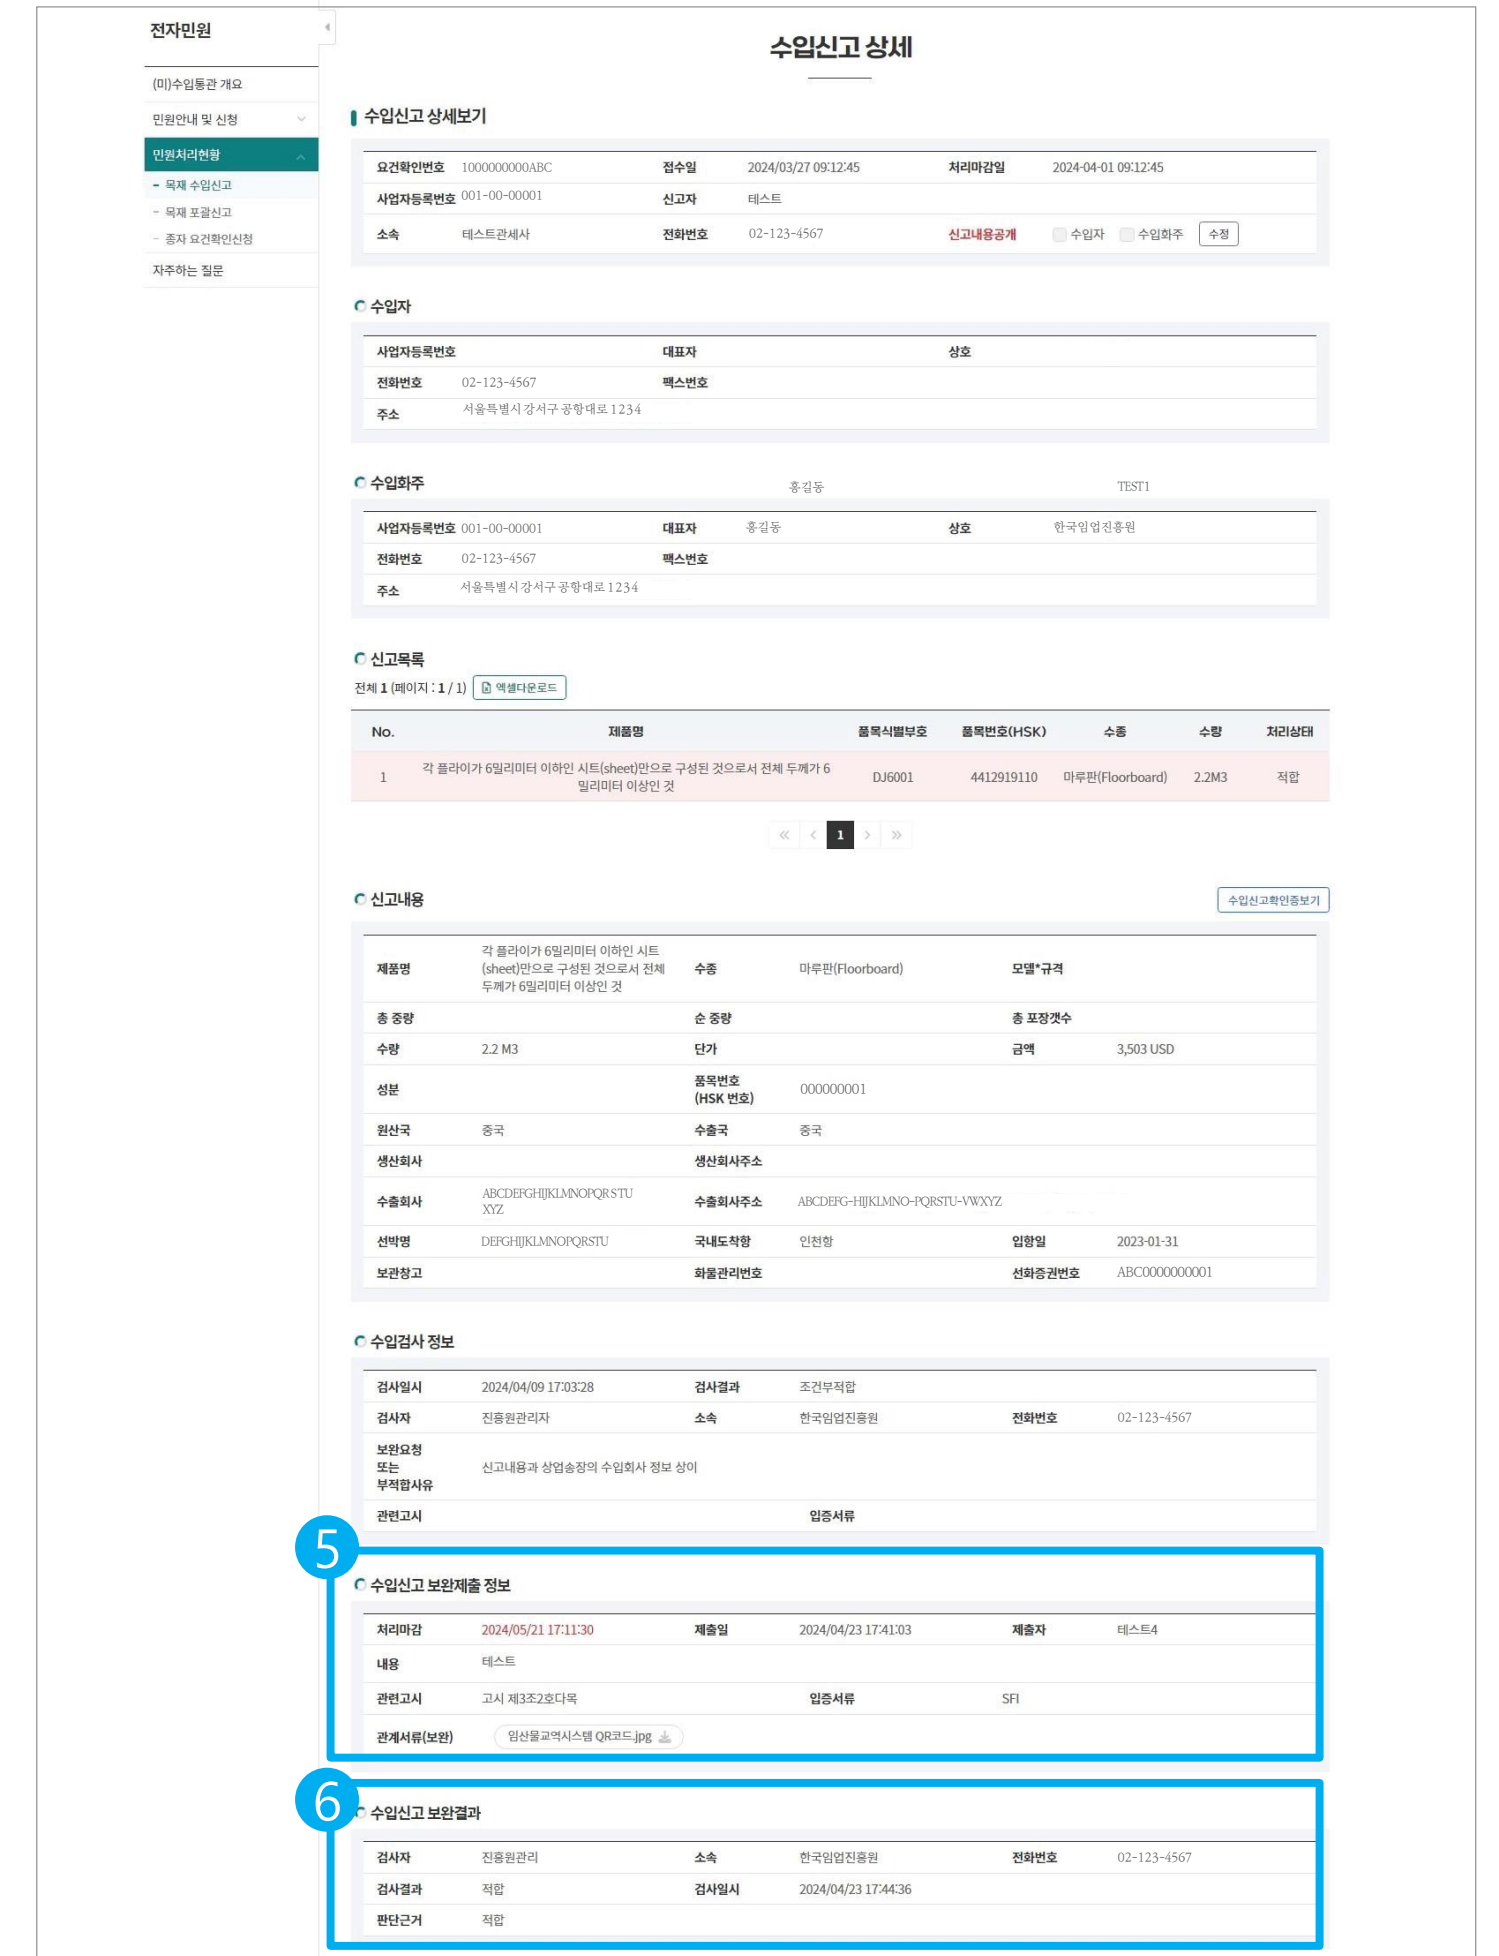 전자민원
(미)수입통관 개요
민원안내 및 신청
민원처리현황
- 목재 수입신고
- 목재 포괄신고
- 종자 요건확인신청
자주하는 질문
수입신고 상세
수입신고 상세보기
요건확인번호 1000000000ABC 접수일 2024/03/27 09:12:45 처리마감일 2024-04-01 09:12:45
사업자등록번호 001-00-00001 신고자 테스트
소속 테스트관세사 전화번호 02-123-4567 신고내용공개 수입자 수입화주 수정
수입자
사업자등록번호 대표자 상호
전화번호 02-123-4567 팩스번호
주소 서울특별시 강서구 공항대로 1234
수입화주
홍길동 TEST1
사업자등록번호 001-00-00001 대표자 홍길동 상호 한국임업진흥원
전화번호 02-123-4567 팩스번호
주소 서울특별시 강서구 공항대로 1234
신고목록
전체 1 (페이지 : 1 / 1) 엑셀다운로드
No. 제품명 품목식별부호 품목번호(HSK) 수종 수량 처리상태
1 각 플라이가 6밀리미터 이하인 시트(sheet)만으로 구성된 것으로서 전체 두께가 6 DJ6001 4412919110 마루판(Floorboard) 2.2M3 적합
밀리미터 이상인 것
« < 1 > »
신고내용 수입신고확인증보기
각 플라이가 6밀리미터 이하인 시트
제품명 (sheet)만으로 구성된 것으로서 전체 수종 마루판(Floorboard) 모델*규격
두께가 6밀리미터 이상인 것
총 중량 순 중량 총 포장갯수
수량 2.2 M3 단가 금액 3,503 USD
성분 품목번호 000000001
(HSK 번호)
원산국 중국 수출국 중국
생산회사 생산회사주소
수출회사 ABCDEFGHIJKLMNOPQRSTU 수출회사주소 ABCDEFG-HIJKLMNO-PQRSTU-VWXYZ
XYZ
선박명 DEFGHIJKLMNOPQRSTU 국내도착항 인천항 입항일 2023-01-31
보관창고 화물관리번호 선화증권번호 ABC0000000001
수입검사 정보
검사일시 2024/04/09 17:03:28 검사결과 조건부적합
검사자 진흥원관리자 소속 한국임업진흥원 전화번호 02-123-4567
보완요청
또는 신고내용과 상업송장의 수입회사 정보 상이
부적합사유
관련고시 입증서류
5
수입신고 보완제출 정보
처리마감 2024/05/21 17:11:30 제출일 2024/04/23 17:41:03 제출자 테스트4
내용 테스트
관련고시 고시 제3조2호다목 입증서류 SFI
관계서류(보완) 임산물교역시스템 QR코드.jpg
6
수입신고 보완결과
검사자 진흥원관리 소속 한국임업진흥원 전화번호 02-123-4567
검사결과 적합 검사일시 2024/04/23 17:44:36
판단근거 적합